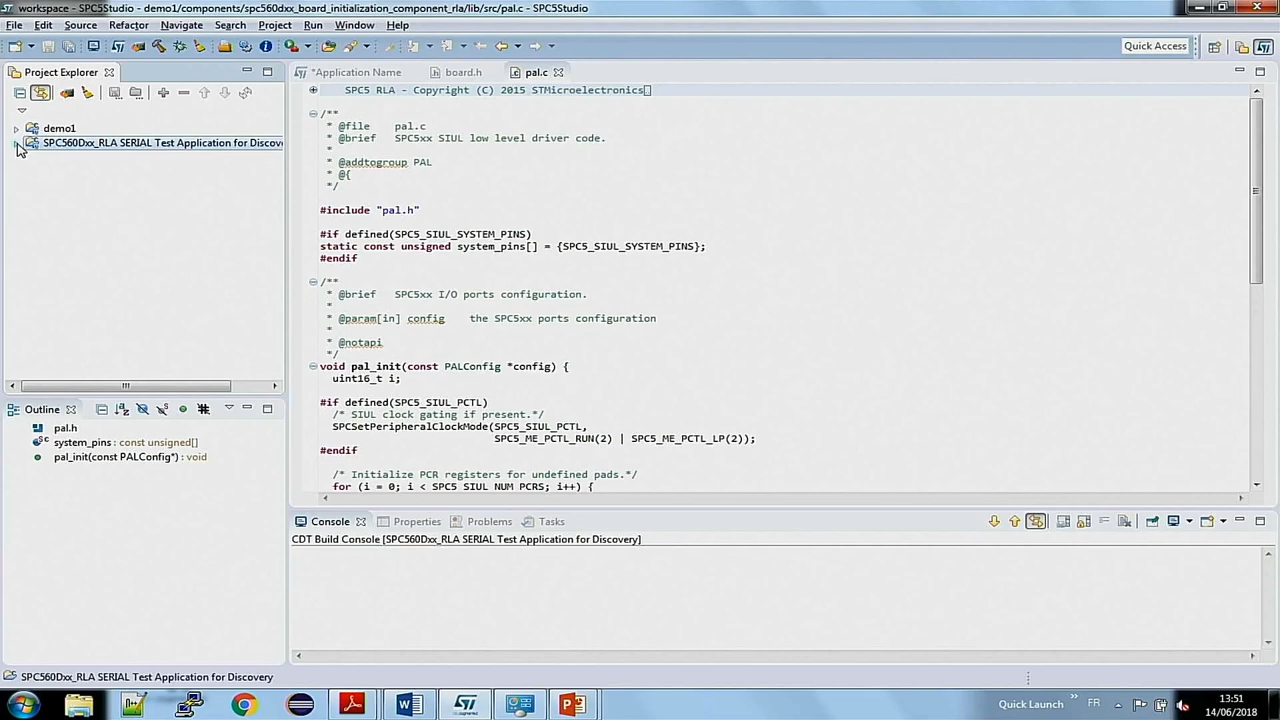 workspace - SPC5Studio - demo1/components/spc560dxx_board_initialization_component_rla/lib/src/pal.c - SPC5Studio
File Edit Source Refactor Navigate Search Project Run Window Help
Quick Access
Project Explorer
demo1
SPC560Dxx_RLA SERIAL Test Application for Discov
*Application Name board.h pal.c
SPC5 RLA - Copyright (C) 2015 STMicroelectronics
/**
* @file pal.c
* @brief SPC5xx SIUL low level driver code.
*
* @addtogroup PAL
* @{
*/
#include "pal.h"
#if defined(SPC5_SIUL_SYSTEM_PINS)
static const unsigned system_pins[] = {SPC5_SIUL_SYSTEM_PINS};
#endif
/**
* @brief SPC5xx I/O ports configuration.
*
* @param[in] config the SPC5xx ports configuration
*
* @notapi
*/
void pal_init(const PALConfig *config) {
uint16_t i;
#if defined(SPC5_SIUL_PCTL)
/* SIUL clock gating if present.*/
SPCSetPeripheralClockMode(SPC5_SIUL_PCTL,
SPC5_ME_PCTL_RUN(2) | SPC5_ME_PCTL_LP(2));
#endif
/* Initialize PCR registers for undefined pads.*/
for (i = 0; i < SPC5_SIUL_NUM_PCRS; i++) {
Outline
pal.h
system_pins : const unsigned[]
pal_init(const PALConfig*) : void
Console Properties Problems Tasks
CDT Build Console [SPC560Dxx_RLA SERIAL Test Application for Discovery]
SPC560Dxx_RLA SERIAL Test Application for Discovery
Quick Launch
»
FR
13:51
14/06/2018